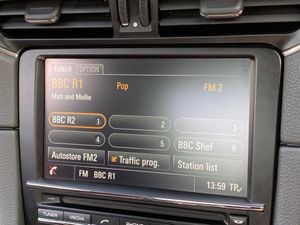 TUNER OPTION
BBC R1 Pop FM 2
Matt and Mollie
BBC R2 1 2 3
4 5 BBC Shef 6
Autostore FM2 Traffic prog. Station list
FM BBC R1
13:59 TP
TUNER MEDIA